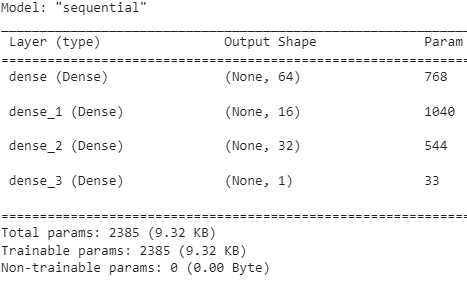 Model: "sequential"
Layer (type) Output Shape Param
dense (Dense) (None, 64) 768
dense_1 (Dense) (None, 16) 1040
dense_2 (Dense) (None, 32) 544
dense_3 (Dense) (None, 1) 33
Total params: 2385 (9.32 KB)
Trainable params: 2385 (9.32 KB)
Non-trainable params: 0 (0.00 Byte)